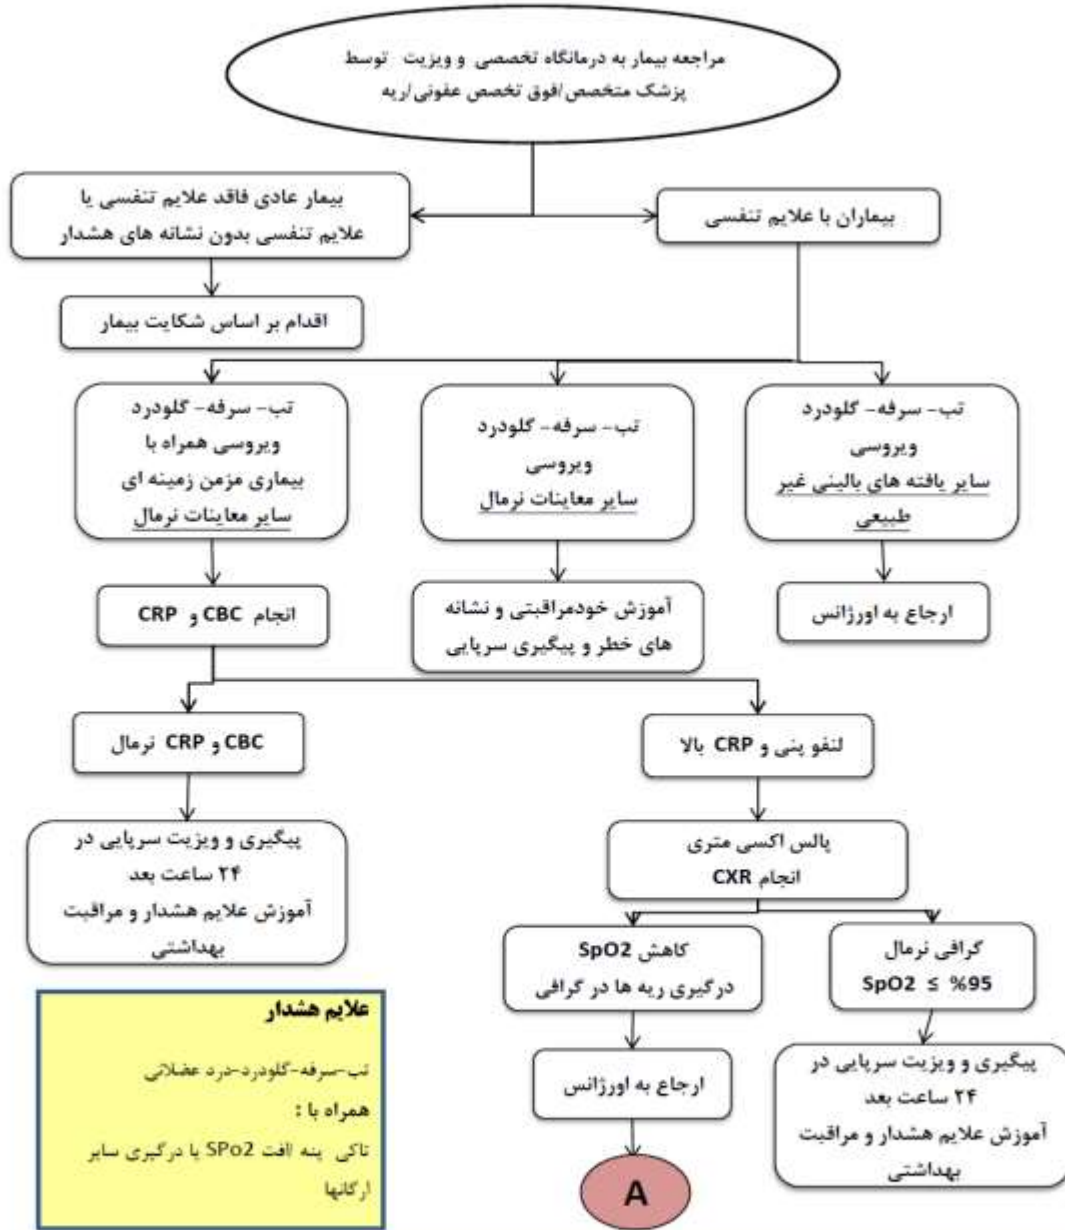 مراجعه بیمار به درمانگاه تخصصی و ویزیت توسط
پزشک متخصص/فوق تخصص عفونی/ریه
بیماران با علایم تنفسی
بیمار عادی فاقد علایم تنفسی یا
علایم تنفسی بدون نشانه های هشدار
اقدام بر اساس شکایت بیمار
تب- سرفه- گلودرد
ویروسی
سایر یافته های بالینی غیر
طبیعی
تب- سرفه- گلودرد
ویروسی
سایر معاینات نرمال
تب- سرفه- گلودرد
ویروسی همراه با
بیماری مزمن زمینه ای
سایر معاینات نرمال
ارجاع به اورژانس
آموزش خودمراقبتی و نشانه
های خطر و پیگیری سرپایی
انجام CBC و CRP
لنفو پنی و CRP بالا
CBC و CRP نرمال
پالس اکسی متری
انجام CXR
پیگیری و ویزیت سرپایی در
۲۴ ساعت بعد
آموزش علایم هشدار و مراقبت
بهداشتی
گرافی نرمال
SpO2 ≤ %95
کاهش SpO2
درگیری ریه ها در گرافی
پیگیری و ویزیت سرپایی در
۲۴ ساعت بعد
آموزش علایم هشدار و مراقبت
بهداشتی
ارجاع به اورژانس
A
علایم هشدار
تب-سرفه-گلودرد-درد عضلانی
همراه با :
تاکی پنه /افت SPo2 یا درگیری سایر
ارگانها